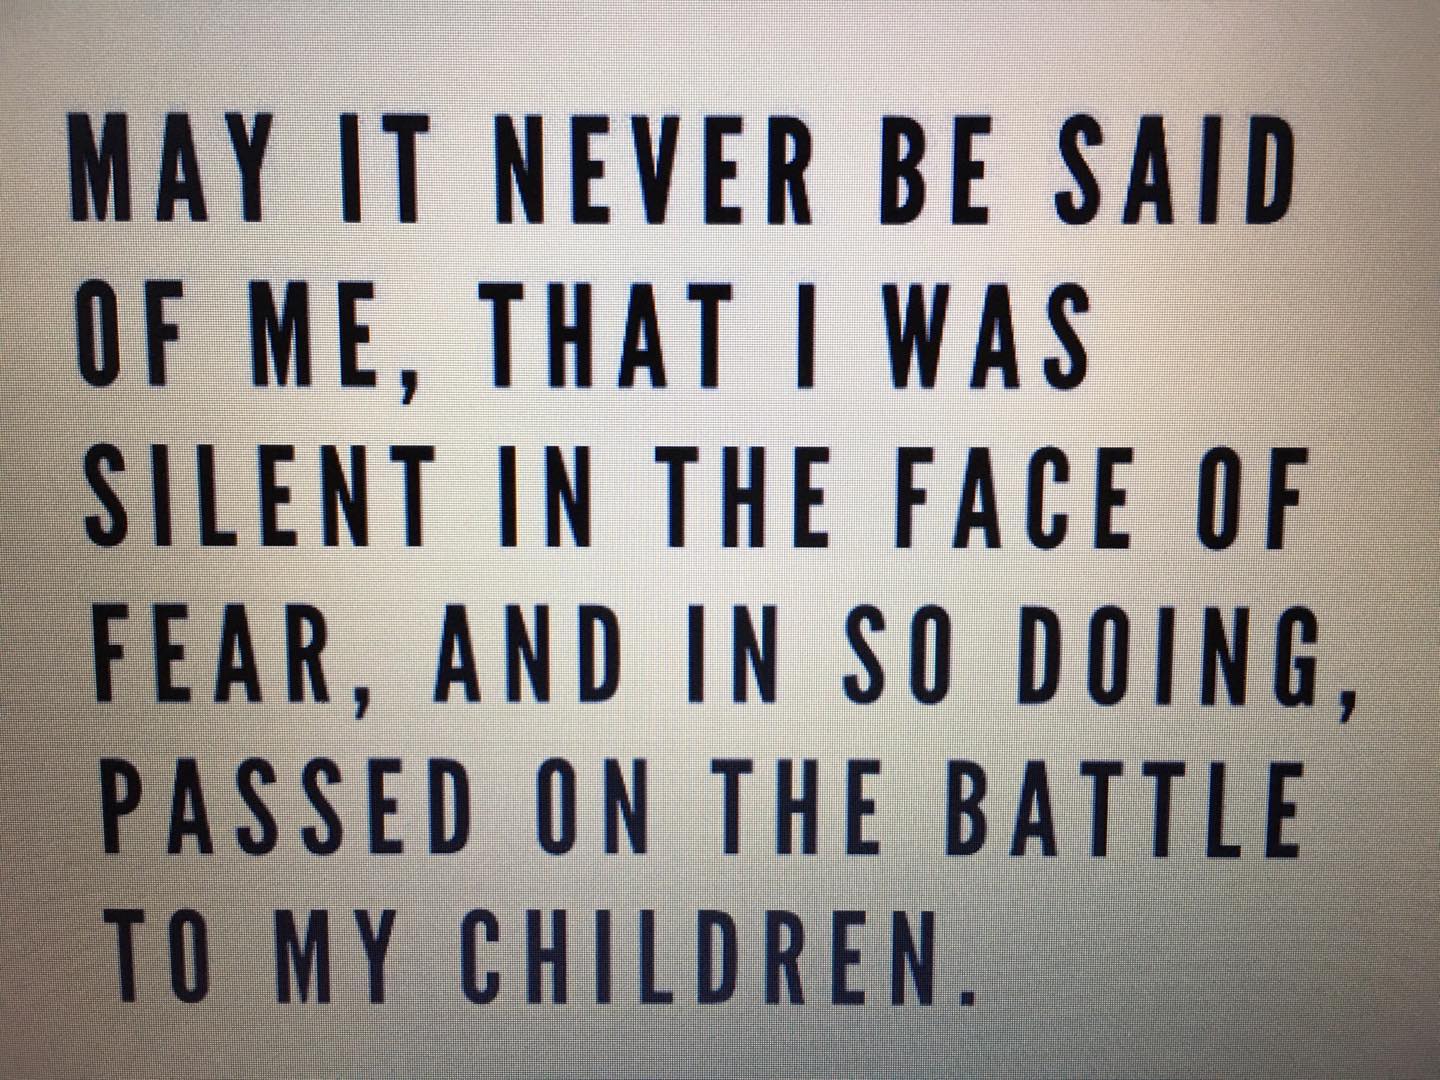 MAY IT NEVER BE SAID
OF ME, THAT I WAS
SILENT IN THE FACE OF
FEAR, AND IN SO DOING,
PASSED ON THE BATTLE
TO MY CHILDREN.